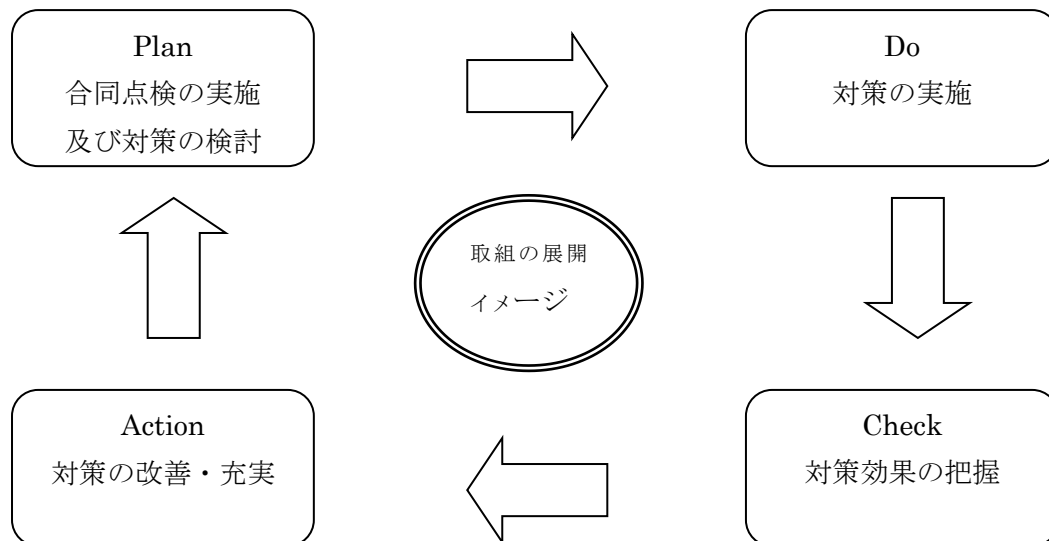 Plan
合同点検の実施
及び対策の検討
Do
対策の実施
取組の展開
イメージ
Action
対策の改善・充実
Check
対策効果の把握